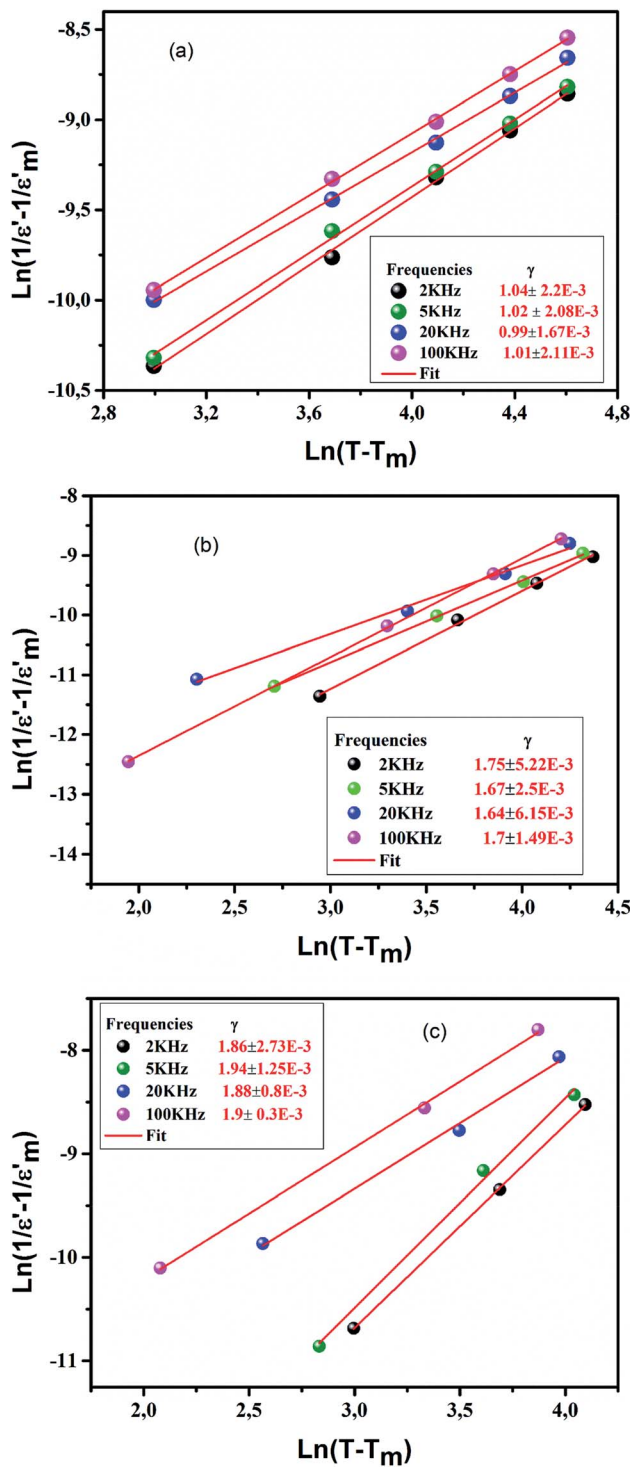 (a)
Ln(1/ε'-1/ε'm)
-8,5
-9,0
-9,5
-10,0
-10,5
Frequencies γ
2KHz 1.04± 2.2E-3
5KHz 1.02 ± 2.08E-3
20KHz 0.99±1.67E-3
100KHz 1.01±2.11E-3
Fit
2,8 3,2 3,6 4,0 4,4 4,8
Ln(T-Tm)
(b)
Ln(1/ε'-1/ε'm)
-8
-9
-10
-11
-12
-13
-14
Frequencies γ
2KHz 1.75±5.22E-3
5KHz 1.67±2.5E-3
20KHz 1.64±6.15E-3
100KHz 1.7±1.49E-3
Fit
2,0 2,5 3,0 3,5 4,0 4,5
Ln(T-Tm)
(c)
Ln(1/ε'-1/ε'm)
Frequencies γ
2KHz 1.86±2.73E-3
5KHz 1.94±1.25E-3
20KHz 1.88±0.8E-3
100KHz 1.9± 0.3E-3
Fit
-8
-9
-10
-11
2,0 2,5 3,0 3,5 4,0
Ln(T-Tm)